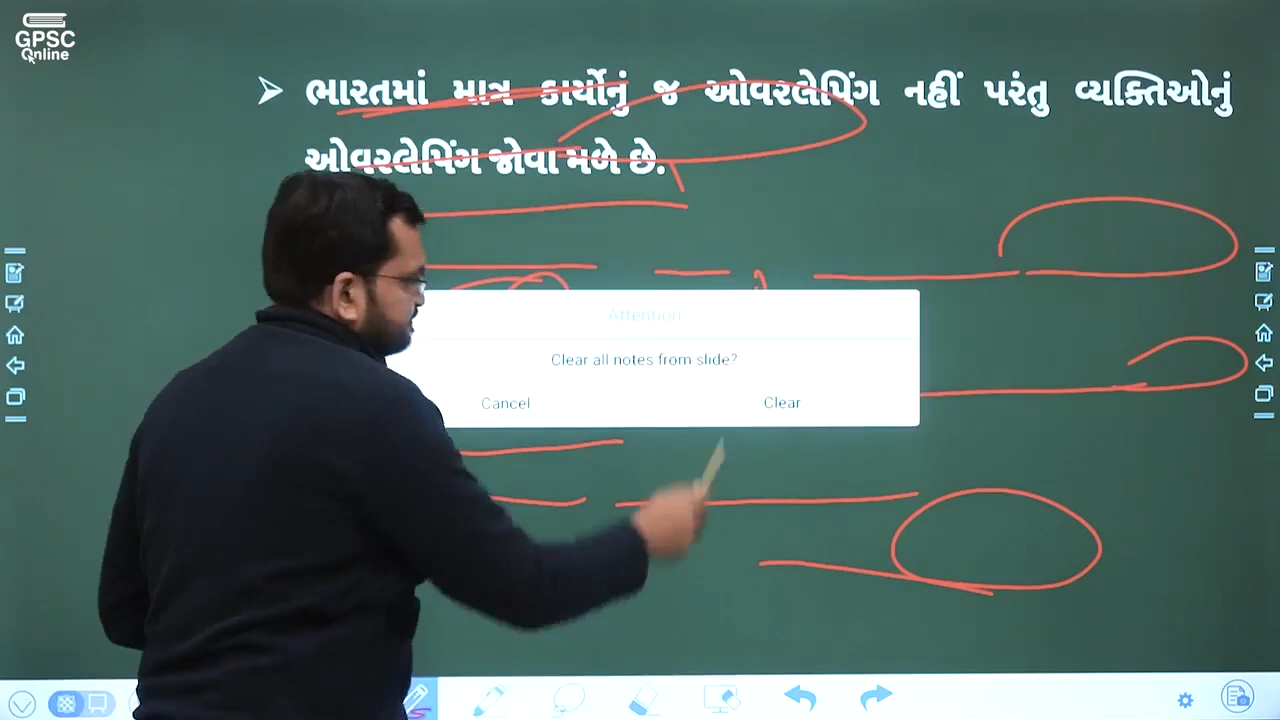 GPSC
Online
ભારતમાં માત્ર કાર્યોનું જ ઓવરલેપિંગ નહીં પરંતુ વ્યક્તિઓનું
ઓવરલેપિંગ જોવા મળે છે.
Attention
Clear all notes from slide?
Cancel Clear